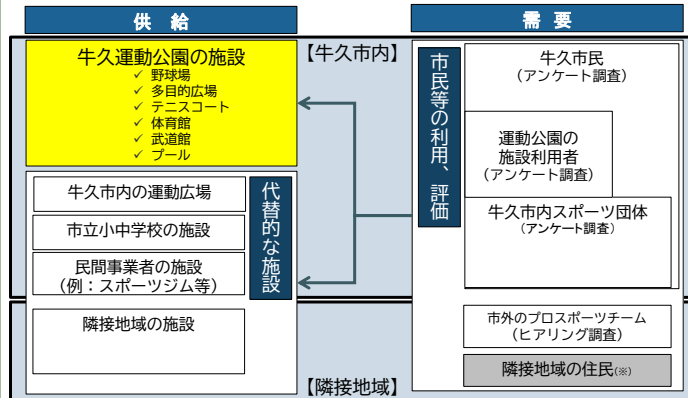 供　給
需　要
【牛久市内】
牛久運動公園の施設
✓ 野球場
✓ 多目的広場
✓ テニスコート
✓ 体育館
✓ 武道館
✓ プール
牛久市内の運動広場
市立小中学校の施設
民間事業者の施設
(例：スポーツジム等)
代替的な施設
隣接地域の施設
市民等の利用、評価
牛久市民
(アンケート調査)
運動公園の
施設利用者
(アンケート調査)
牛久市内スポーツ団体
(アンケート調査)
市外のプロスポーツチーム
(ヒアリング調査)
隣接地域の住民(※)
【隣接地域】